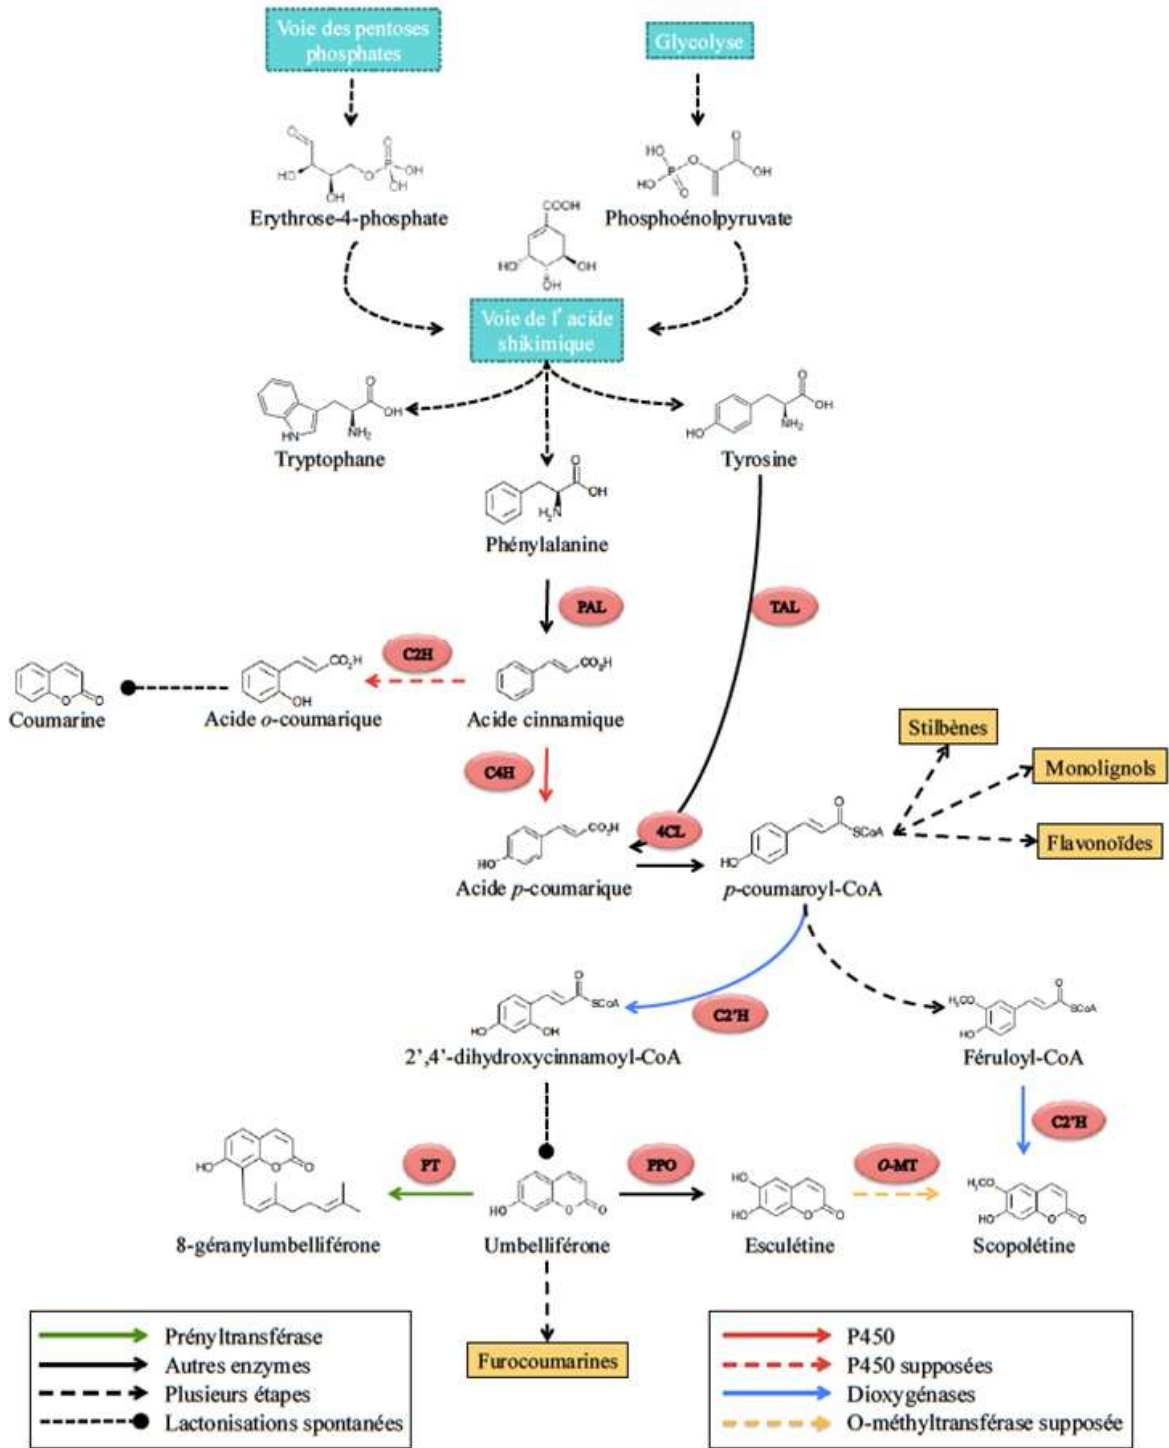 Voie des pentoses
phosphates
Glycolyse
Erythrose-4-phosphate
Phosphoénolpyruvate
Voie de l'acide
shikimique
Tryptophane
Tyrosine
Phénylalanine
PAL
TAL
C2H
Coumarine
Acide o-coumarique
Acide cinnamique
Stilbènes
C4H
Monolignols
4CL
Flavonoïdes
Acide p-coumarique
p-coumaroyl-CoA
C2'H
2',4'-dihydroxycinnamoyl-CoA
Féruloyl-CoA
C2'H
PT
PPO
O-MT
8-géranylumbelliférone
Umbelliférone
Esculétine
Scopolétine
Furocoumarines
Prényltransférase
Autres enzymes
Plusieurs étapes
Lactonisations spontanées
P450
P450 supposées
Dioxygénases
O-méthyltransférase supposée